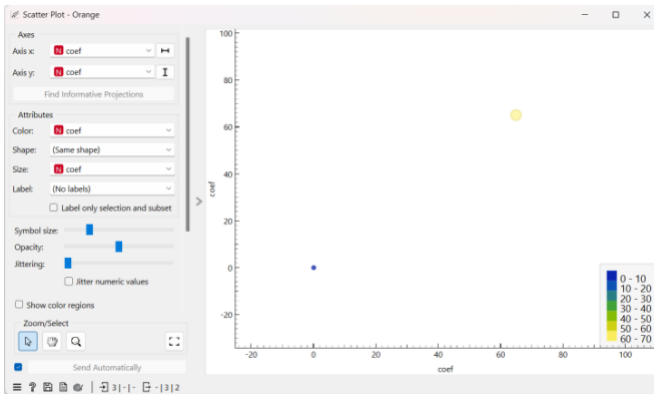 Scatter Plot - Orange
Axes
Axis x: N coef
Axis y: N coef
Find Informative Projections
Attributes
Color: N coef
Shape: (Same shape)
Size: N coef
Label: (No labels)
Label only selection and subset
Symbol size:
Opacity:
Jittering:
Jitter numeric values
Show color regions
Zoom/Select
Send Automatically
3 | - | - - | 3 | 2
coef
100
80
60
40
20
0
-20
-20 0 20 40 60 80 100
coef
0 - 10
10 - 20
20 - 30
30 - 40
40 - 50
50 - 60
60 - 70